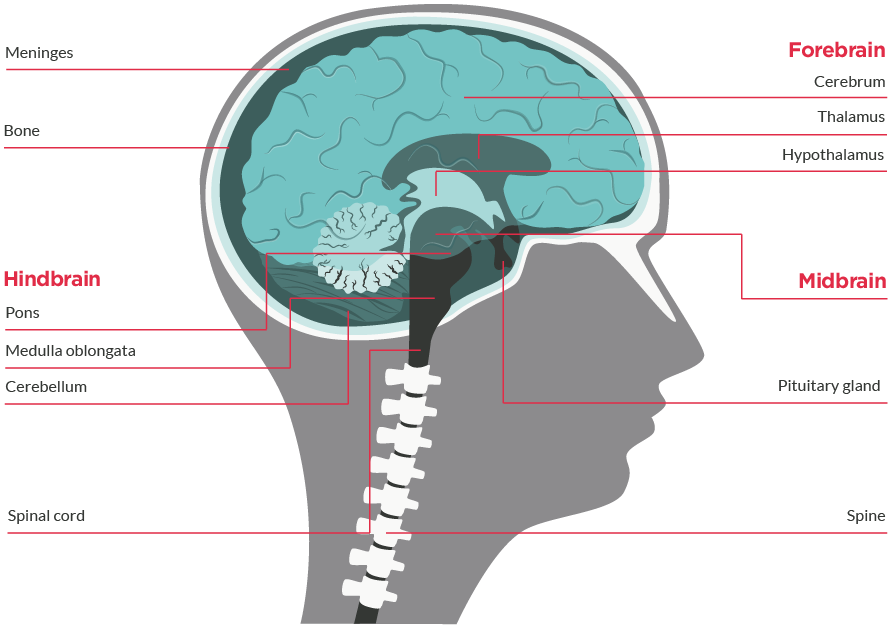 Meninges
Bone
Hindbrain
Pons
Medulla oblongata
Cerebellum
Spinal cord
Forebrain
Cerebrum
Thalamus
Hypothalamus
Midbrain
Pituitary gland
Spine